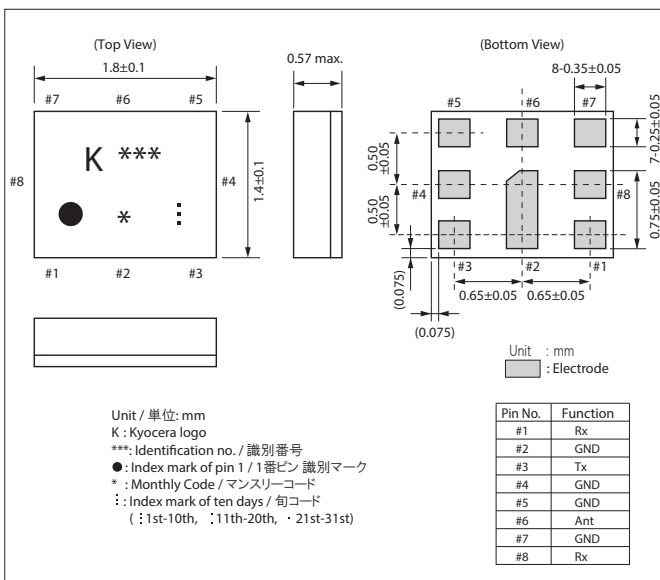 (Top View)
1.8±0.1
#7 #6 #5
K ***
#8
#4
1.4±0.1
*
#1 #2 #3
0.57 max.
(Bottom View)
8-0.35±0.05
#5 #6 #7
7-0.25±0.05
0.50
±0.05
#4
#8
0.50
±0.05
0.75±0.05
#3 #2 #1
(0.075)
0.65±0.05 0.65±0.05
(0.075)
Unit : mm
: Electrode
Unit / 単位: mm
K : Kyocera logo
***: Identification no. / 識別番号
●: Index mark of pin 1 / 1番ピン 識別マーク
* : Monthly Code / マンスリーコード
⋮ : Index mark of ten days / 旬コード
( ⋮1st-10th, :11th-20th, · 21st-31st)
Pin No. Function
#1 Rx
#2 GND
#3 Tx
#4 GND
#5 GND
#6 Ant
#7 GND
#8 Rx